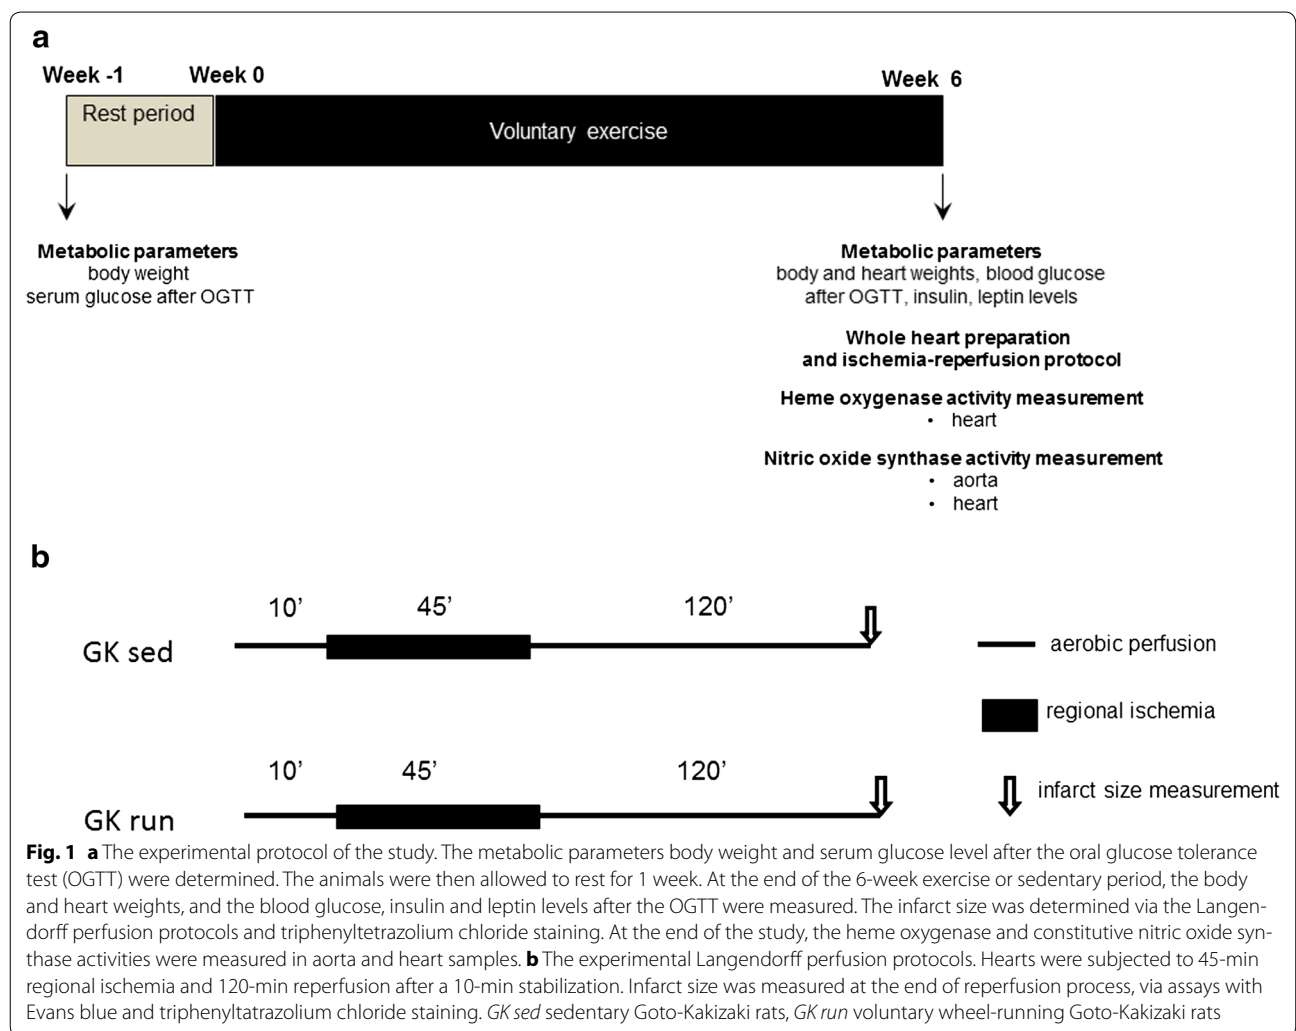 a
Week -1 Week 0 Week 6
Rest period Voluntary exercise
Metabolic parameters
body weight
serum glucose after OGTT
Metabolic parameters
body and heart weights, blood glucose
after OGTT, insulin, leptin levels
Whole heart preparation
and ischemia-reperfusion protocol
Heme oxygenase activity measurement
• heart
Nitric oxide synthase activity measurement
• aorta
• heart
b
10’ 45’ 120’
GK sed
10’ 45’ 120’
GK run
aerobic perfusion
regional ischemia
infarct size measurement
Fig. 1 a The experimental protocol of the study. The metabolic parameters body weight and serum glucose level after the oral glucose tolerance
test (OGTT) were determined. The animals were then allowed to rest for 1 week. At the end of the 6-week exercise or sedentary period, the body
and heart weights, and the blood glucose, insulin and leptin levels after the OGTT were measured. The infarct size was determined via the Langen-
dorff perfusion protocols and triphenyltetrazolium chloride staining. At the end of the study, the heme oxygenase and constitutive nitric oxide syn-
thase activities were measured in aorta and heart samples. b The experimental Langendorff perfusion protocols. Hearts were subjected to 45-min
regional ischemia and 120-min reperfusion after a 10-min stabilization. Infarct size was measured at the end of reperfusion process, via assays with
Evans blue and triphenyltatrazolium chloride staining. GK sed sedentary Goto-Kakizaki rats, GK run voluntary wheel-running Goto-Kakizaki rats